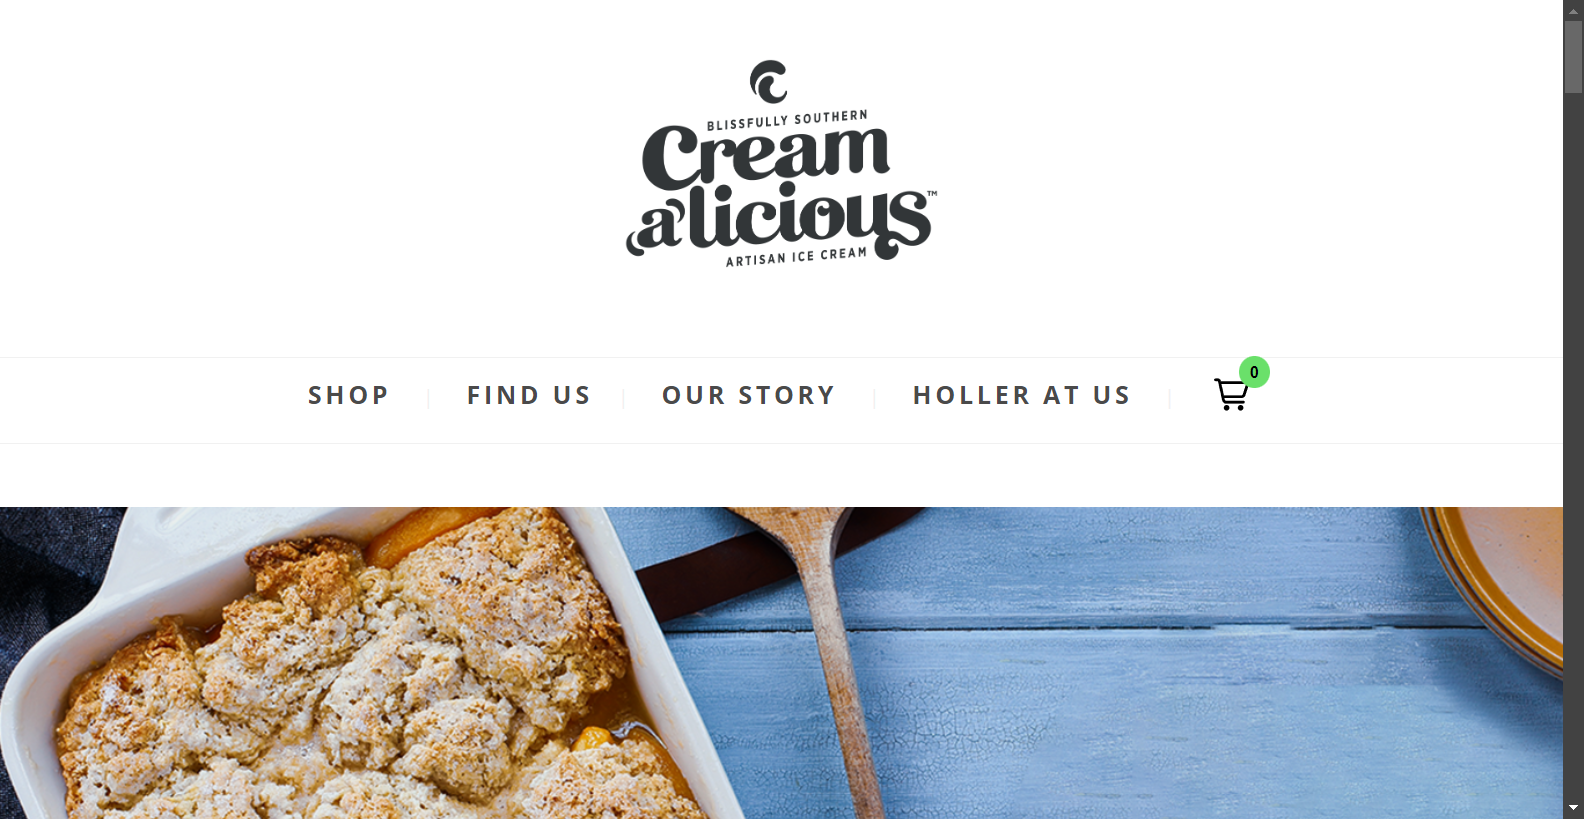 BLISSFULLY SOUTHERN
Cream
a'licious™
ARTISAN ICE CREAM
SHOP
FIND US
OUR STORY
HOLLER AT US
0